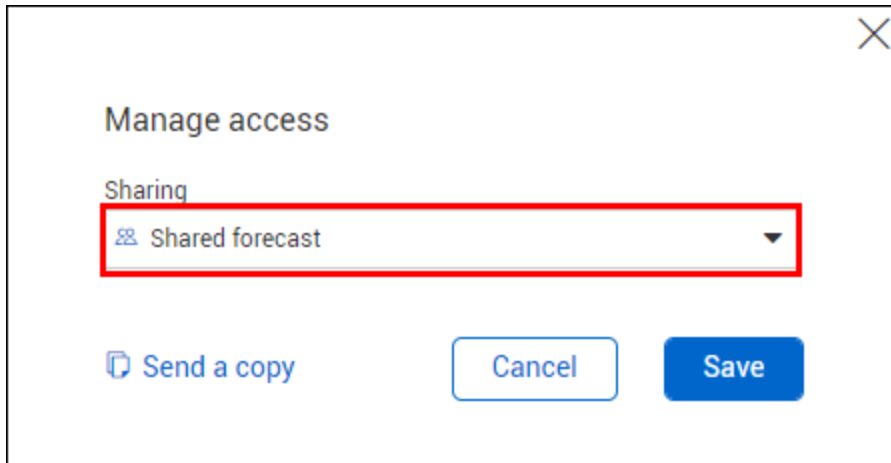 Manage access
Sharing
Shared forecast
Send a copy
Cancel
Save